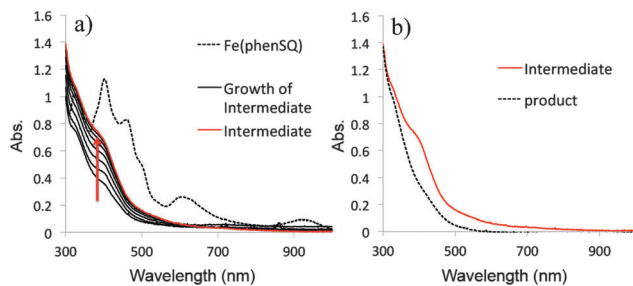 a)
1.6
1.4
1.2
1
0.8
0.6
0.4
0.2
0
Abs.
300 500 700 900
Wavelength (nm)
Fe(phenSQ)
Growth of
Intermediate
Intermediate
b)
1.6
1.4
1.2
1
0.8
0.6
0.4
0.2
0
Abs.
300 500 700 900
Wavelength (nm)
Intermediate
product